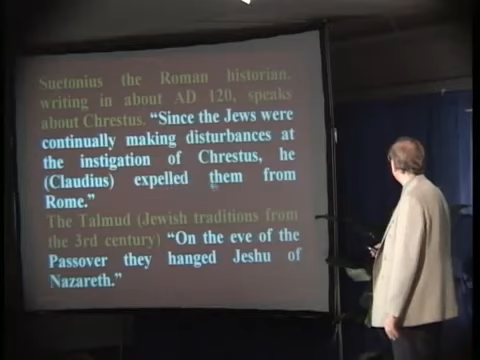 Suetonius the Roman historian,
writing in about AD 120, speaks
about Chrestus. “Since the Jews were
continually making disturbances at
the instigation of Chrestus, he
(Claudius) expelled them from
Rome.”
The Talmud (Jewish traditions from
the 3rd century) “On the eve of the
Passover they hanged Jeshu of
Nazareth.”